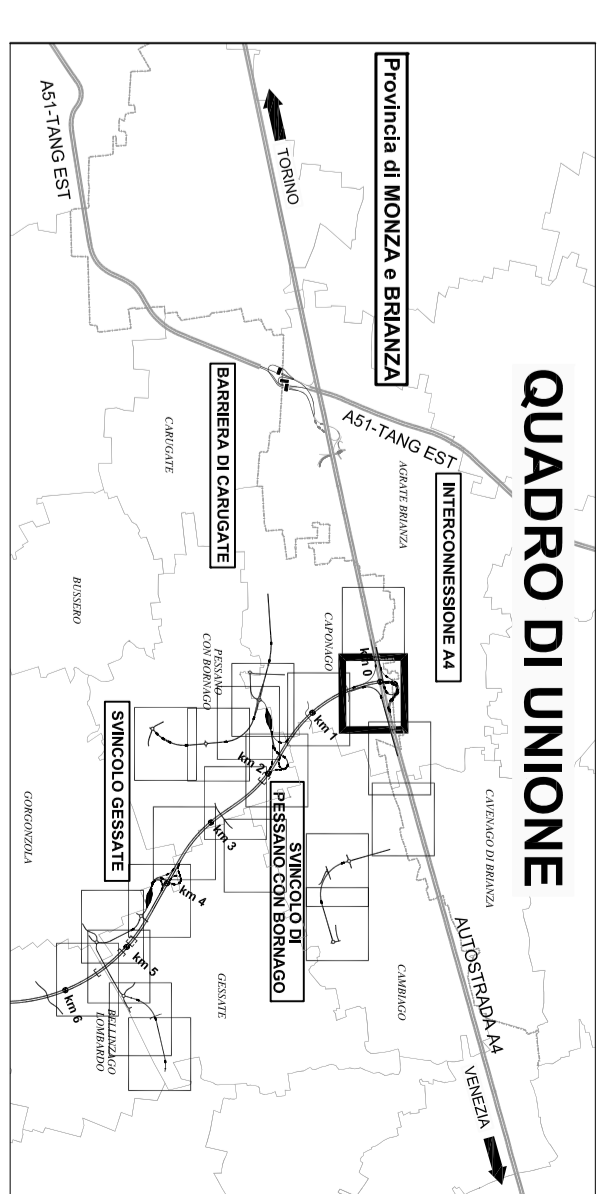 QUADRO DI UNIONE
Provincia di MONZA e BRIANZA
TORINO
A51-TANG EST
A51-TANG EST
BARRIERA DI CARUGATE
INTERCONNESSIONE A4
AGRATE BRIANZA
CARUGATE
BUSSERO
CAPONAGO
PESSANO
CON BORNAGO
CAVENAGO DI BRIANZA
km 0
km 1
km 2
km 3
km 4
km 5
km 6
SVINCOLO DI
PESSANO CON BORNAGO
SVINCOLO GESSATE
GORGONZOLA
GESSATE
CAMBIAGO
BELLINZAGO
LOMBARDO
AUTOSTRADA A4
VENEZIA